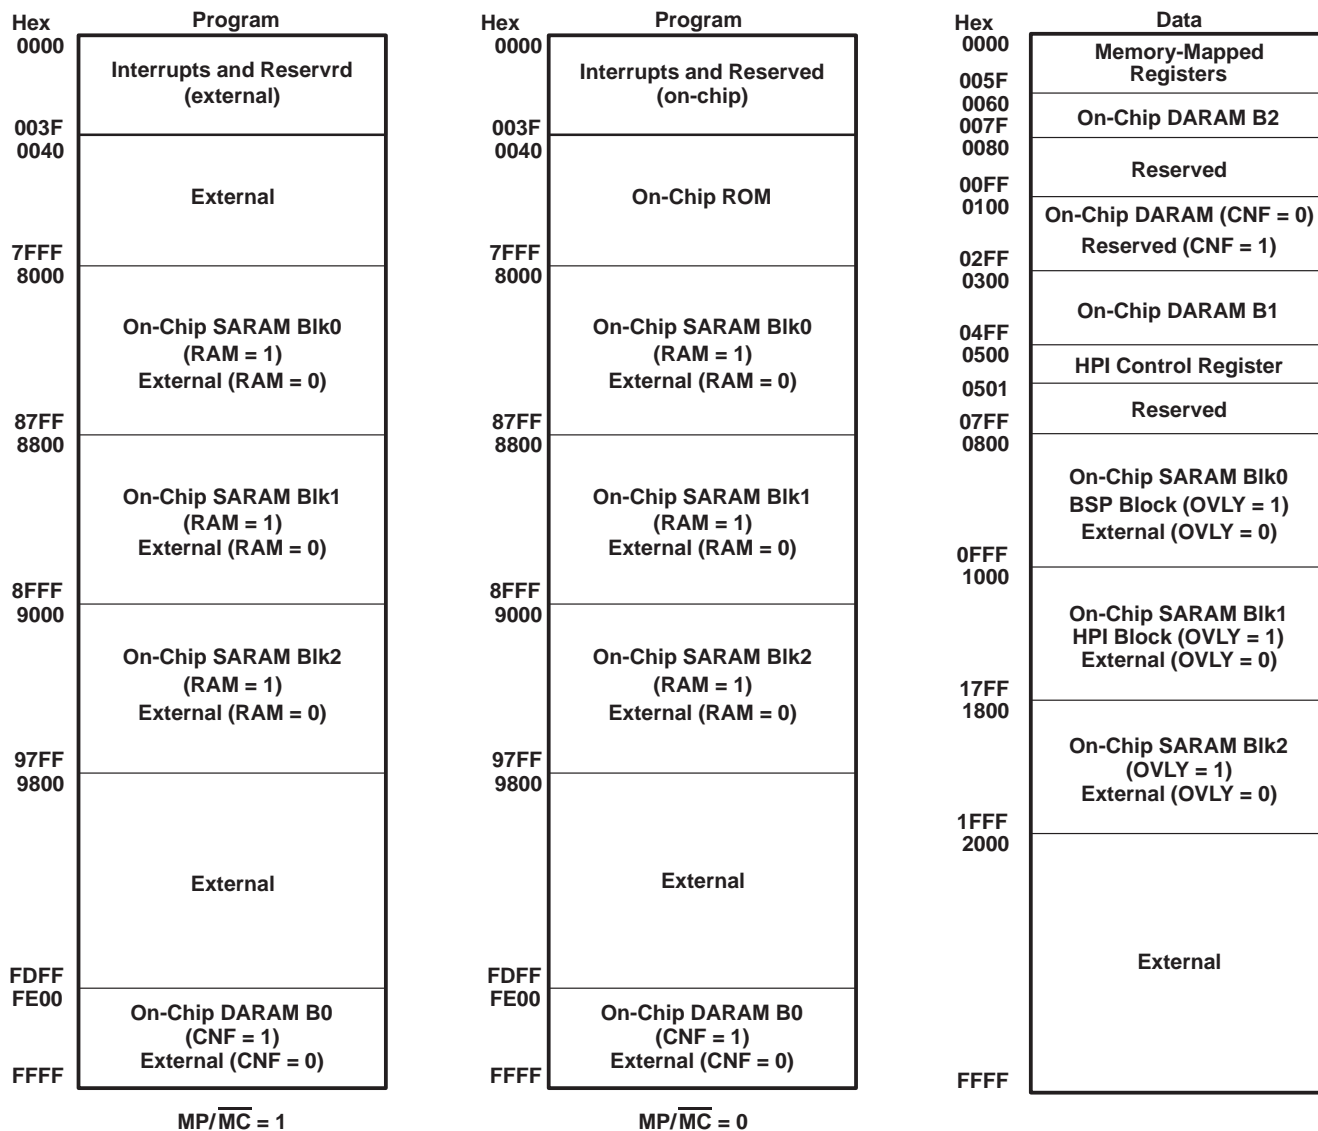 Hex
Program
0000
Interrupts and Reservrd
(external)
003F
0040
External
7FFF
8000
On-Chip SARAM Blk0
(RAM = 1)
External (RAM = 0)
87FF
8800
On-Chip SARAM Blk1
(RAM = 1)
External (RAM = 0)
8FFF
9000
On-Chip SARAM Blk2
(RAM = 1)
External (RAM = 0)
97FF
9800
External
FDFF
FE00
On-Chip DARAM B0
(CNF = 1)
External (CNF = 0)
FFFF
MP/MC = 1
Hex
Program
0000
Interrupts and Reserved
(on-chip)
003F
0040
On-Chip ROM
7FFF
8000
On-Chip SARAM Blk0
(RAM = 1)
External (RAM = 0)
87FF
8800
On-Chip SARAM Blk1
(RAM = 1)
External (RAM = 0)
8FFF
9000
On-Chip SARAM Blk2
(RAM = 1)
External (RAM = 0)
97FF
9800
External
FDFF
FE00
On-Chip DARAM B0
(CNF = 1)
External (CNF = 0)
FFFF
MP/MC = 0
Hex
Data
0000
Memory-Mapped
Registers
005F
0060
On-Chip DARAM B2
007F
0080
Reserved
00FF
0100
On-Chip DARAM (CNF = 0)
Reserved (CNF = 1)
02FF
0300
On-Chip DARAM B1
04FF
0500
HPI Control Register
0501
Reserved
07FF
0800
On-Chip SARAM Blk0
BSP Block (OVLY = 1)
External (OVLY = 0)
0FFF
1000
On-Chip SARAM Blk1
HPI Block (OVLY = 1)
External (OVLY = 0)
17FF
1800
On-Chip SARAM Blk2
(OVLY = 1)
External (OVLY = 0)
1FFF
2000
External
FFFF